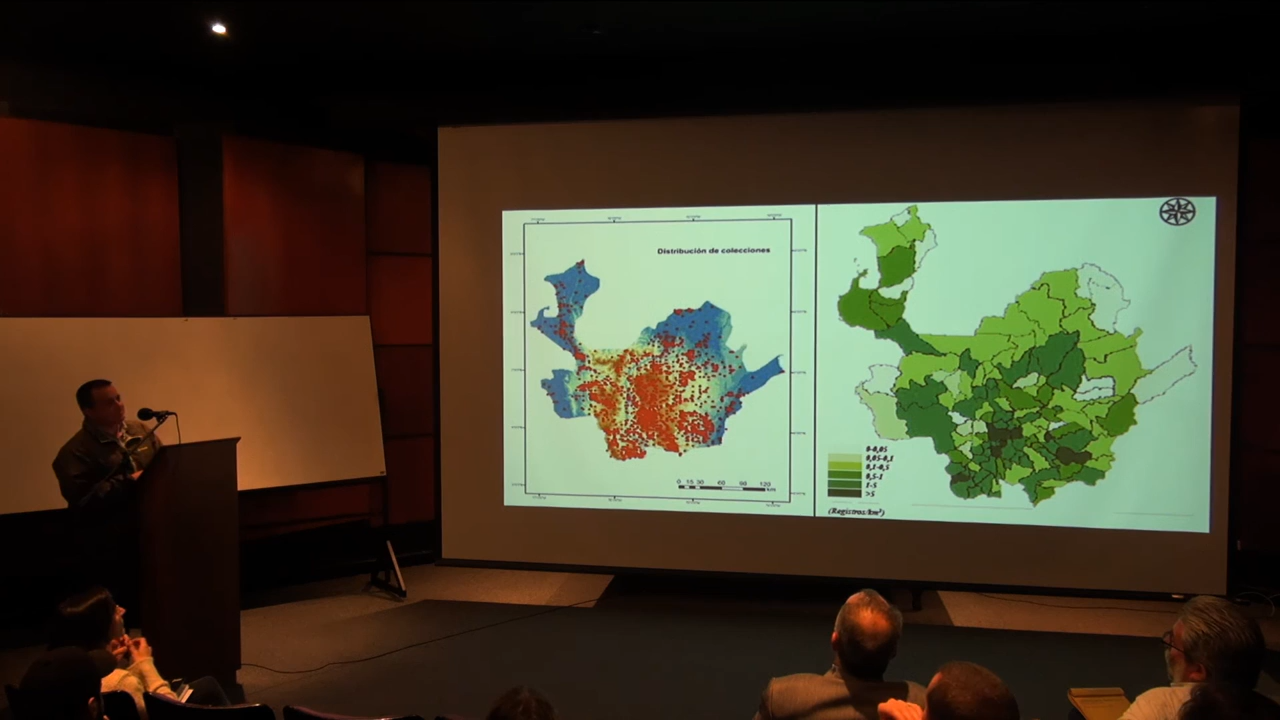 Distribución de colecciones
0 15 30 60 90 120
km
0-0,05
0,05-0,1
0,1-0,5
0,5-1
1-5
>5
(Registros/km²)